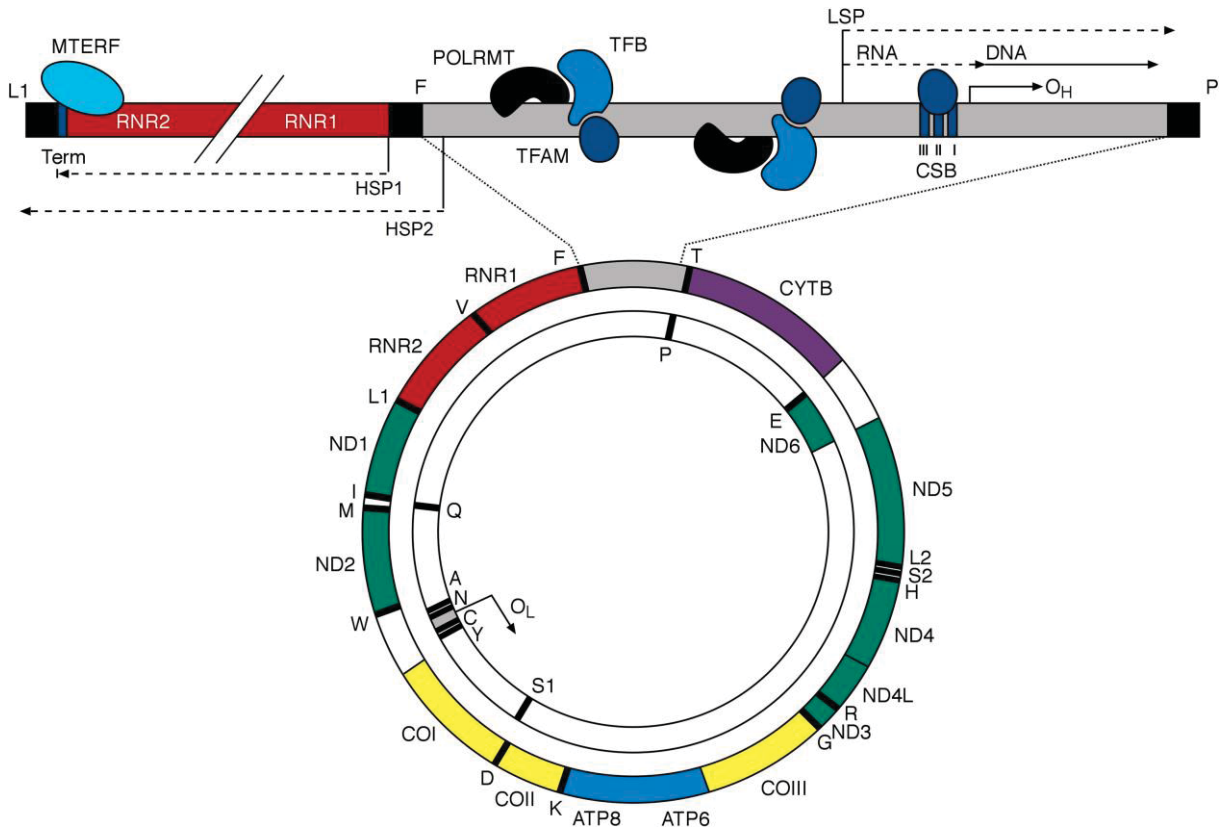 LSP
MTERF
TFB
POLRMT
RNA
DNA
L1
F
P
OH
RNR2
RNR1
Term
TFAM
III
II
I
CSB
HSP1
HSP2
F
T
RNR1
CYTB
V
P
RNR2
L1
E
ND6
ND1
ND5
I
M
Q
L2
S2
H
ND2
A
N
OL
C
Y
W
ND4
S1
ND4L
R
ND3
G
COI
D
COII
K
COIII
ATP8
ATP6